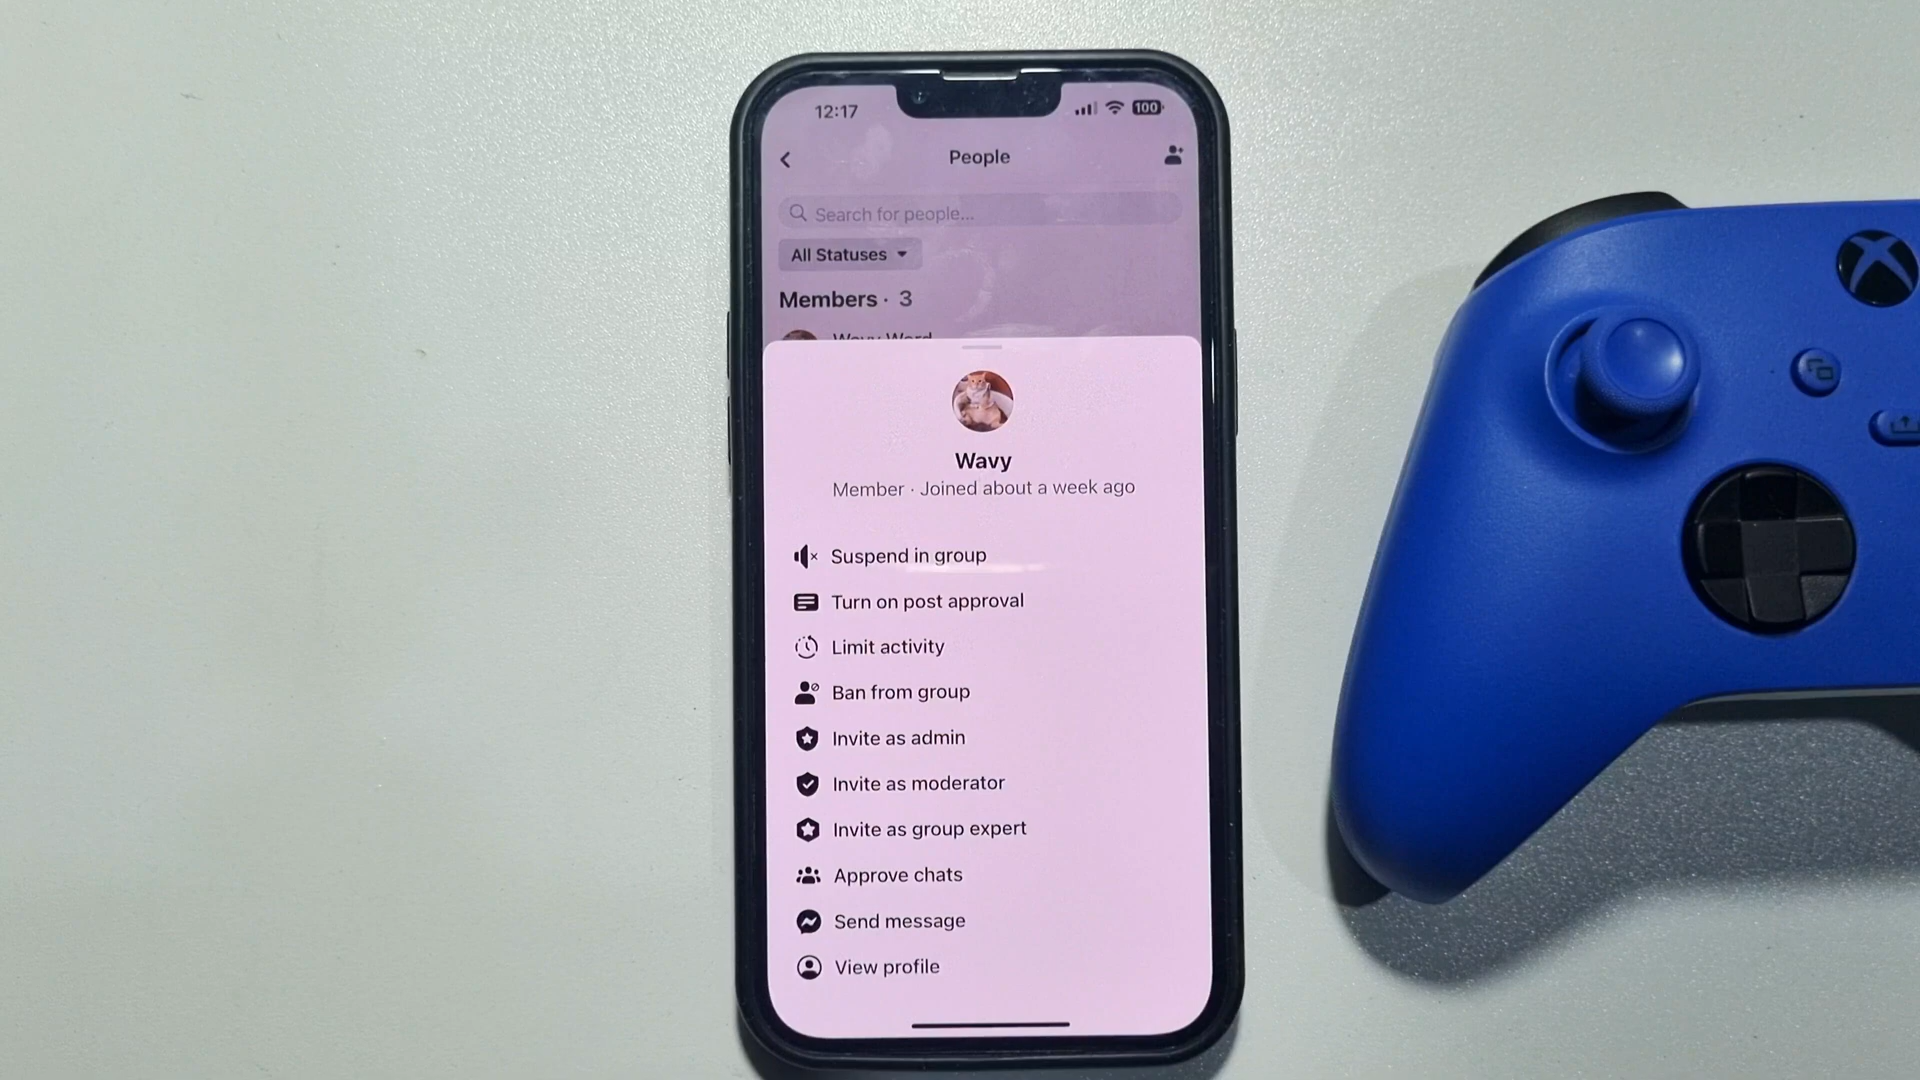 12:17
100
People
Search for people...
All Statuses
Members · 3
Wavy Word
Wavy
Member · Joined about a week ago
Suspend in group
Turn on post approval
Limit activity
Ban from group
Invite as admin
Invite as moderator
Invite as group expert
Approve chats
Send message
View profile